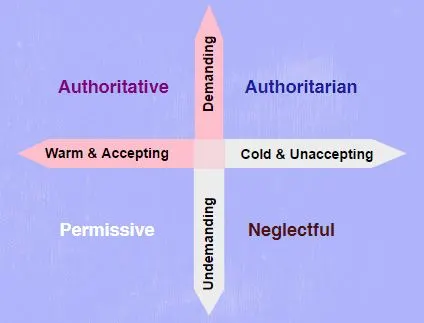 Demanding
Authoritative
Authoritarian
Warm & Accepting
Cold & Unaccepting
Permissive
Neglectful
Undemanding